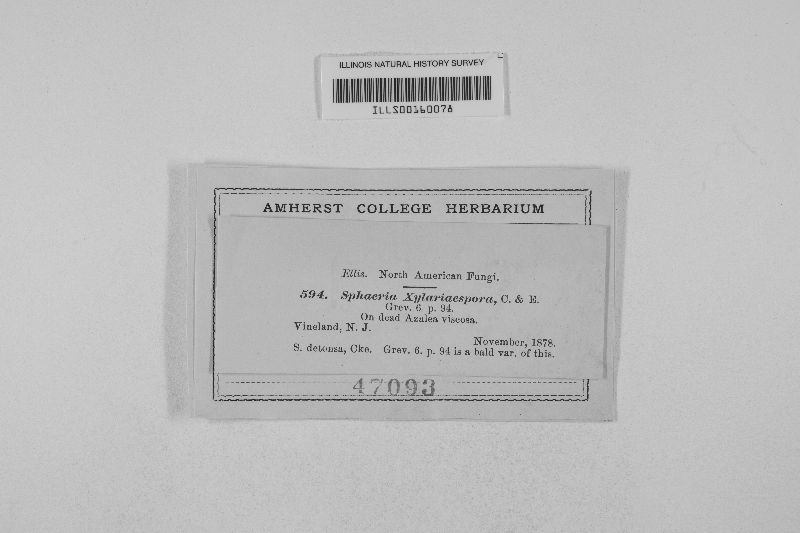 ILLINOIS NATURAL HISTORY SURVEY
ILLS00160078
AMHERST COLLEGE HERBARIUM
Ellis. North American Fungi.
594. Sphaeria Xylariaespora, C. & E.
Grev. 6 p. 94.
On dead Azalea viscosa.
Vineland, N. J.
November, 1878.
S. detonsa, Cke. Grev. 6. p. 94 is a bald var. of this.
47093